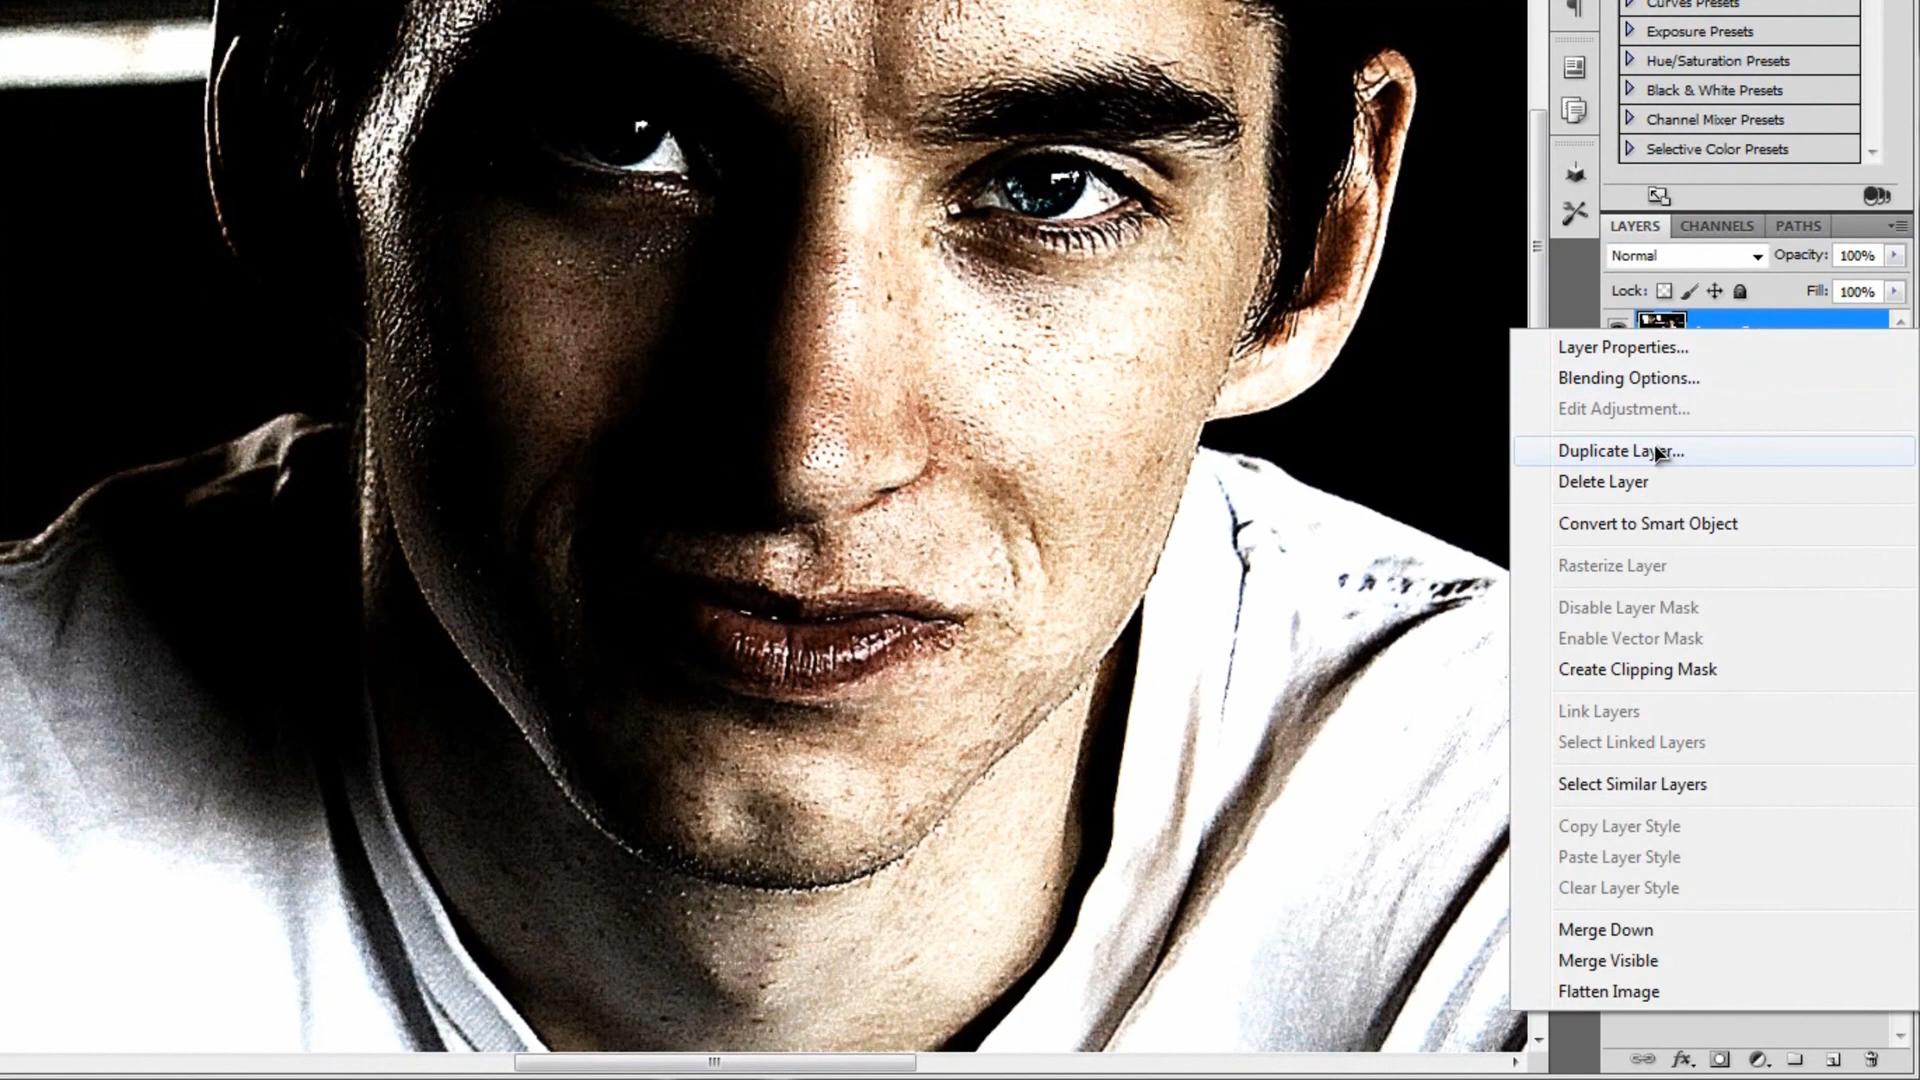 Curves Presets
Exposure Presets
Hue/Saturation Presets
Black & White Presets
Channel Mixer Presets
Selective Color Presets
LAYERS CHANNELS PATHS
Normal Opacity: 100%
Lock: Fill: 100%
Layer Properties...
Blending Options...
Edit Adjustment...
Duplicate Layer...
Delete Layer
Convert to Smart Object
Rasterize Layer
Disable Layer Mask
Enable Vector Mask
Create Clipping Mask
Link Layers
Select Linked Layers
Select Similar Layers
Copy Layer Style
Paste Layer Style
Clear Layer Style
Merge Down
Merge Visible
Flatten Image
fx